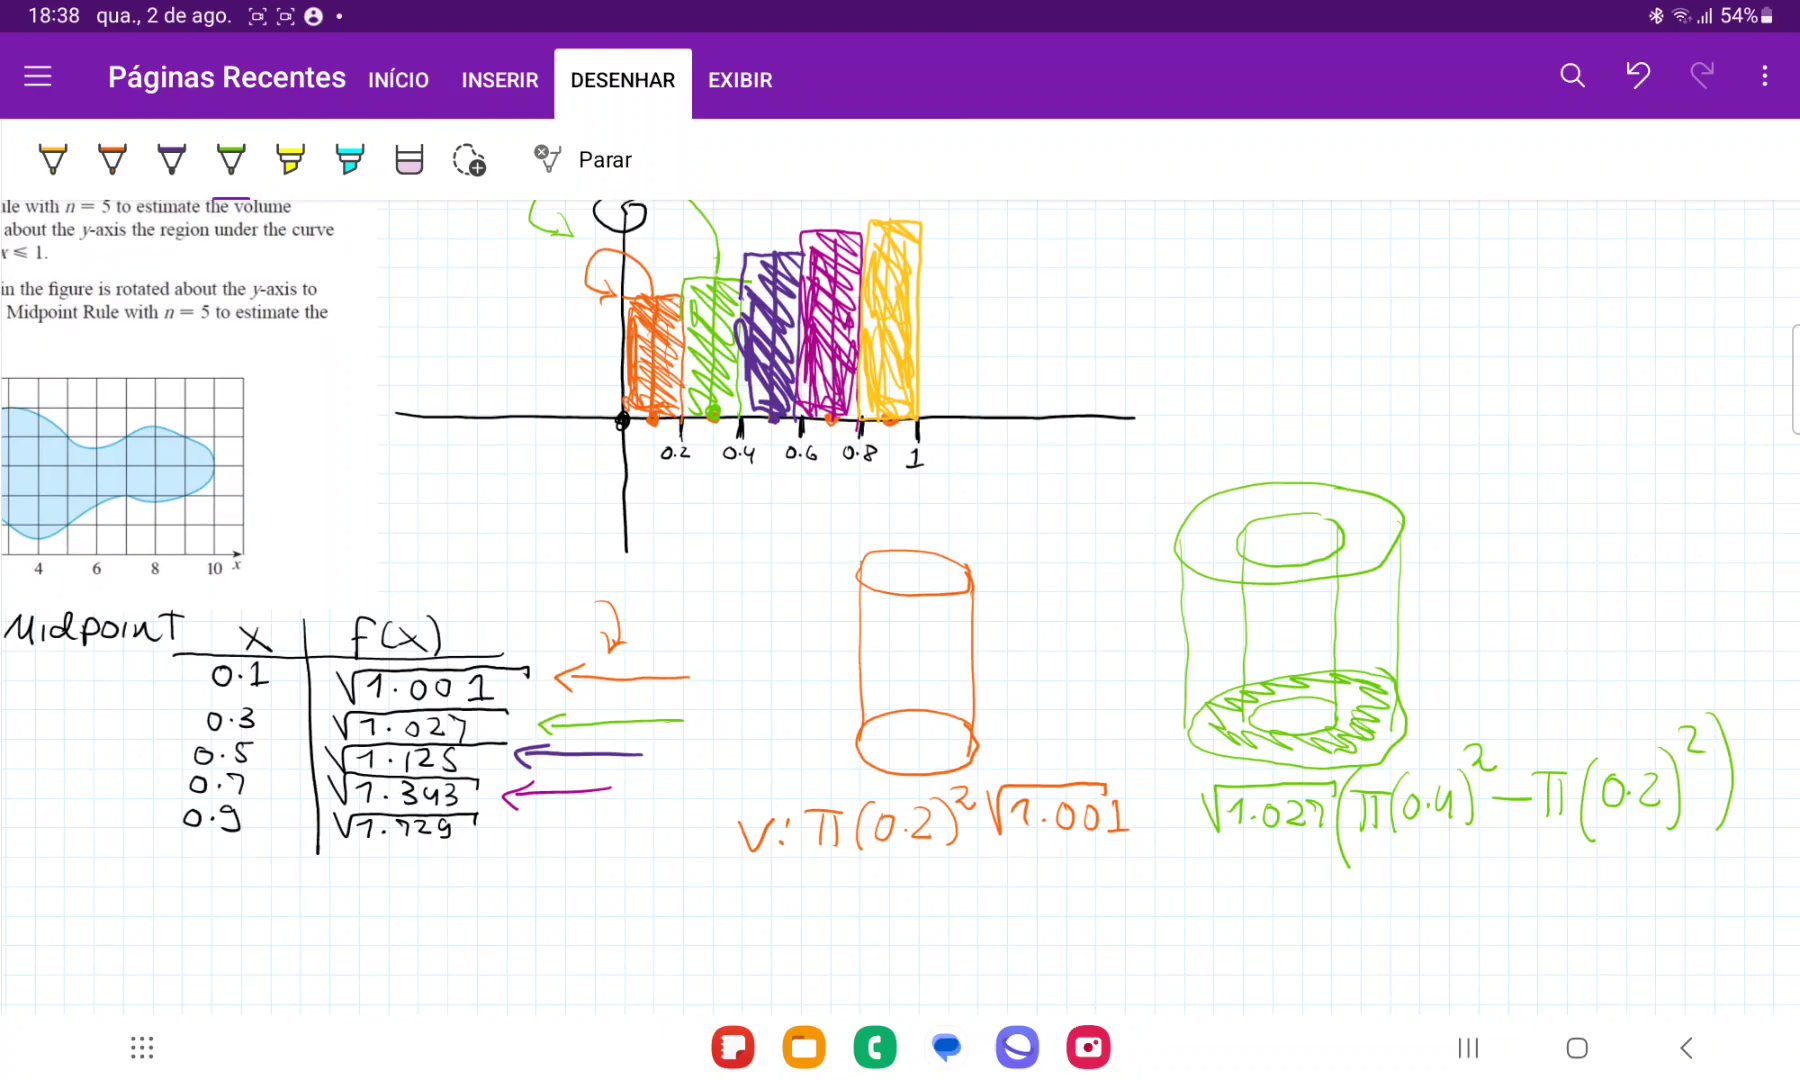 18:38 qua., 2 de ago.
54%
Páginas Recentes INÍCIO INSERIR DESENHAR EXIBIR
Parar
ule with n = 5 to estimate the volume
about the y-axis the region under the curve
x ⩽ 1.
in the figure is rotated about the y-axis to
Midpoint Rule with n = 5 to estimate the
0.2 0.4 0.6 0.8 1
4 6 8 10 x
Midpoint x f(x)
0.1 √1.001
0.3 √1.027
0.5 √1.125
0.7 √1.343
0.9 √1.729
V: π(0.2)² √1.001
√1.027 (π(0.4)² − π(0.2)²)